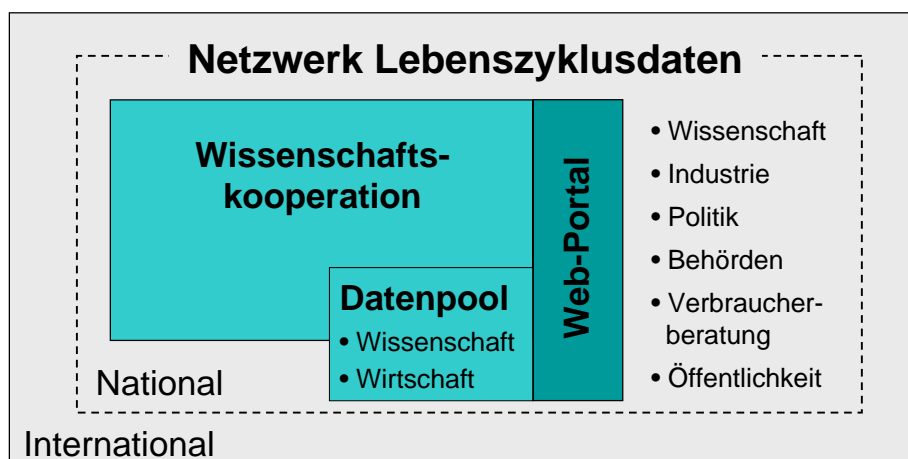 Netzwerk Lebenszyklusdaten
Wissenschafts-
kooperation
Datenpool
• Wissenschaft
• Wirtschaft
Web-Portal
• Wissenschaft
• Industrie
• Politik
• Behörden
• Verbraucher-
beratung
• Öffentlichkeit
National
International